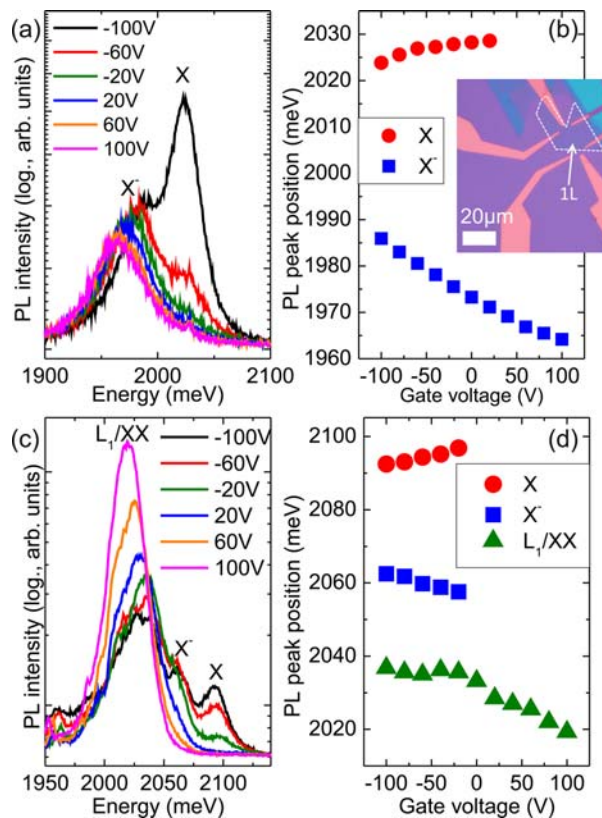 (a)
-100V
-60V
-20V
20V
60V
100V
X
X⁻
PL intensity (log., arb. units)
1900
2000
2100
Energy (meV)
(b)
2030
2020
2010
2000
1990
1980
1970
1960
PL peak position (meV)
X
X⁻
1L
20µm
-100
-50
0
50
100
Gate voltage (V)
(c)
L₁/XX
-100V
-60V
-20V
20V
60V
100V
X⁻
X
PL intensity (log., arb. units)
1950
2000
2050
2100
Energy (meV)
(d)
2100
2080
2060
2040
2020
PL peak position (meV)
X
X⁻
L₁/XX
-100
-50
0
50
100
Gate voltage (V)